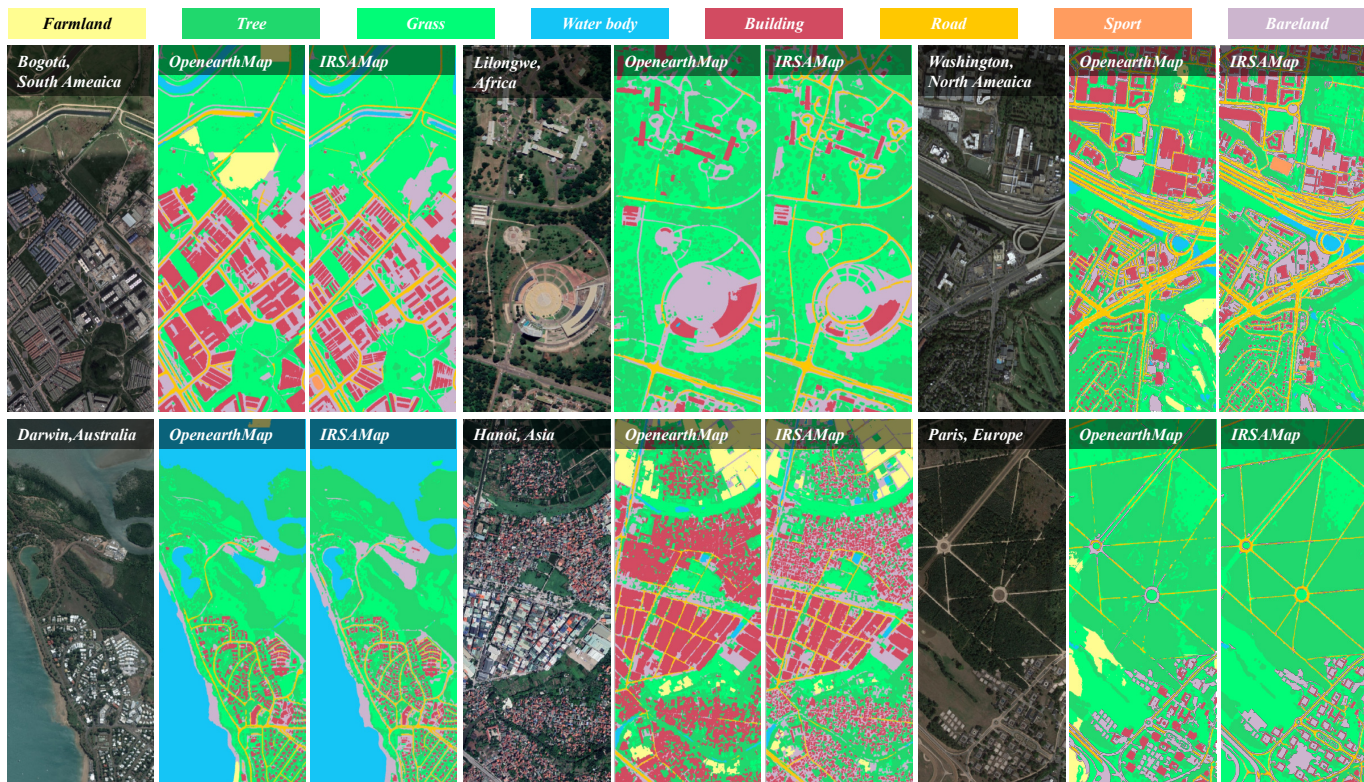 Farmland
Tree
Grass
Water body
Building
Road
Sport
Bareland
Bogotá,
South Ameaica
OpenearthMap
IRSAMap
Lilongwe,
Africa
OpenearthMap
IRSAMap
Washington,
North Ameaica
OpenearthMap
IRSAMap
Darwin,Australia
OpenearthMap
IRSAMap
Hanoi, Asia
OpenearthMap
IRSAMap
Paris, Europe
OpenearthMap
IRSAMap